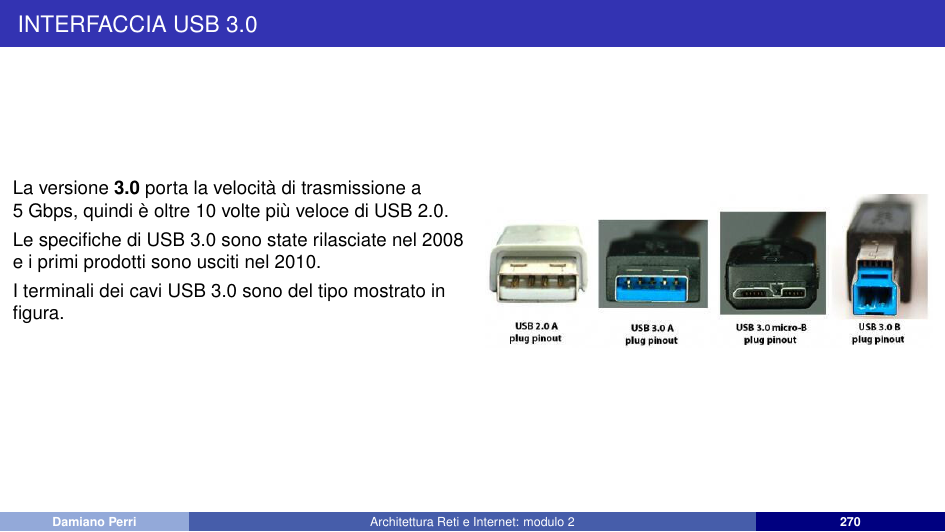 INTERFACCIA USB 3.0
La versione 3.0 porta la velocità di trasmissione a
5 Gbps, quindi è oltre 10 volte più veloce di USB 2.0.
Le specifiche di USB 3.0 sono state rilasciate nel 2008
e i primi prodotti sono usciti nel 2010.
I terminali dei cavi USB 3.0 sono del tipo mostrato in
figura.
USB 2.0 A
plug pinout
USB 3.0 A
plug pinout
USB 3.0 micro-B
plug pinout
USB 3.0 B
plug pinout
Damiano Perri
Architettura Reti e Internet: modulo 2
270